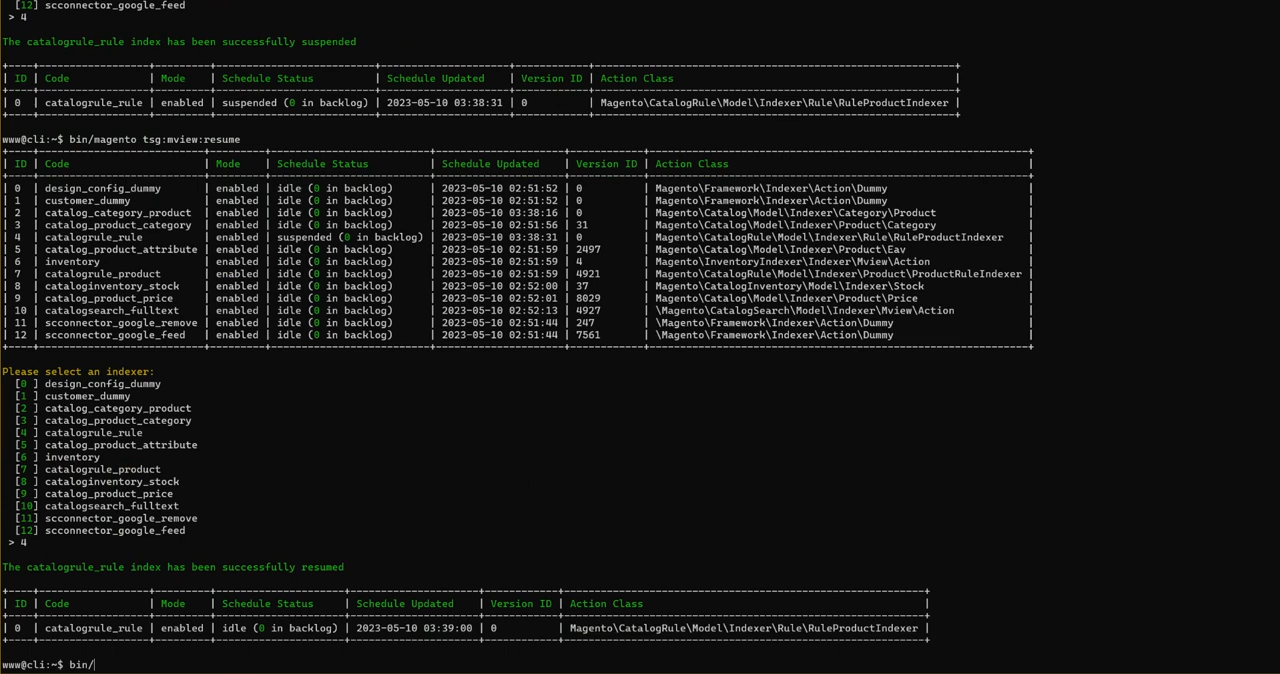 [12] scconnector_google_feed
> 4
The catalogrule_rule index has been successfully suspended
+----+------------------+---------+--------------------------+---------------------+------------+-----------------------------------------------------------+
| ID | Code             | Mode    | Schedule Status          | Schedule Updated    | Version ID | Action Class                                              |
+----+------------------+---------+--------------------------+---------------------+------------+-----------------------------------------------------------+
| 0  | catalogrule_rule | enabled | suspended (0 in backlog) | 2023-05-10 03:38:31 | 0          | Magento\CatalogRule\Model\Indexer\Rule\RuleProductIndexer |
+----+------------------+---------+--------------------------+---------------------+------------+-----------------------------------------------------------+
www@cli:~$ bin/magento tsg:mview:resume
+----+---------------------------+---------+--------------------------+---------------------+------------+--------------------------------------------------------------+
| ID | Code                      | Mode    | Schedule Status          | Schedule Updated    | Version ID | Action Class                                                 |
+----+---------------------------+---------+--------------------------+---------------------+------------+--------------------------------------------------------------+
| 0  | design_config_dummy       | enabled | idle (0 in backlog)      | 2023-05-10 02:51:52 | 0          | Magento\Framework\Indexer\Action\Dummy                       |
| 1  | customer_dummy            | enabled | idle (0 in backlog)      | 2023-05-10 02:51:52 | 0          | Magento\Framework\Indexer\Action\Dummy                       |
| 2  | catalog_category_product  | enabled | idle (0 in backlog)      | 2023-05-10 03:38:16 | 0          | Magento\Catalog\Model\Indexer\Category\Product               |
| 3  | catalog_product_category  | enabled | idle (0 in backlog)      | 2023-05-10 02:51:56 | 31         | Magento\Catalog\Model\Indexer\Product\Category               |
| 4  | catalogrule_rule          | enabled | suspended (0 in backlog) | 2023-05-10 03:38:31 | 0          | Magento\CatalogRule\Model\Indexer\Rule\RuleProductIndexer    |
| 5  | catalog_product_attribute | enabled | idle (0 in backlog)      | 2023-05-10 02:51:59 | 2497       | Magento\Catalog\Model\Indexer\Product\Eav                    |
| 6  | inventory                 | enabled | idle (0 in backlog)      | 2023-05-10 02:51:59 | 4          | Magento\InventoryIndexer\Indexer\Mview\Action                |
| 7  | catalogrule_product       | enabled | idle (0 in backlog)      | 2023-05-10 02:51:59 | 4921       | Magento\CatalogRule\Model\Indexer\Product\ProductRuleIndexer |
| 8  | cataloginventory_stock    | enabled | idle (0 in backlog)      | 2023-05-10 02:52:00 | 37         | Magento\CatalogInventory\Model\Indexer\Stock                 |
| 9  | catalog_product_price     | enabled | idle (0 in backlog)      | 2023-05-10 02:52:01 | 8029       | Magento\Catalog\Model\Indexer\Product\Price                  |
| 10 | catalogsearch_fulltext    | enabled | idle (0 in backlog)      | 2023-05-10 02:52:13 | 4927       | \Magento\CatalogSearch\Model\Indexer\Mview\Action            |
| 11 | scconnector_google_remove | enabled | idle (0 in backlog)      | 2023-05-10 02:51:44 | 247        | \Magento\Framework\Indexer\Action\Dummy                      |
| 12 | scconnector_google_feed   | enabled | idle (0 in backlog)      | 2023-05-10 02:51:44 | 7561       | \Magento\Framework\Indexer\Action\Dummy                      |
+----+---------------------------+---------+--------------------------+---------------------+------------+--------------------------------------------------------------+
Please select an indexer:
[0 ] design_config_dummy
[1 ] customer_dummy
[2 ] catalog_category_product
[3 ] catalog_product_category
[4 ] catalogrule_rule
[5 ] catalog_product_attribute
[6 ] inventory
[7 ] catalogrule_product
[8 ] cataloginventory_stock
[9 ] catalog_product_price
[10] catalogsearch_fulltext
[11] scconnector_google_remove
[12] scconnector_google_feed
> 4
The catalogrule_rule index has been successfully resumed
+----+------------------+---------+---------------------+---------------------+------------+-----------------------------------------------------------+
| ID | Code             | Mode    | Schedule Status     | Schedule Updated    | Version ID | Action Class                                              |
+----+------------------+---------+---------------------+---------------------+------------+-----------------------------------------------------------+
| 0  | catalogrule_rule | enabled | idle (0 in backlog) | 2023-05-10 03:39:00 | 0          | Magento\CatalogRule\Model\Indexer\Rule\RuleProductIndexer |
+----+------------------+---------+---------------------+---------------------+------------+-----------------------------------------------------------+
www@cli:~$ bin/